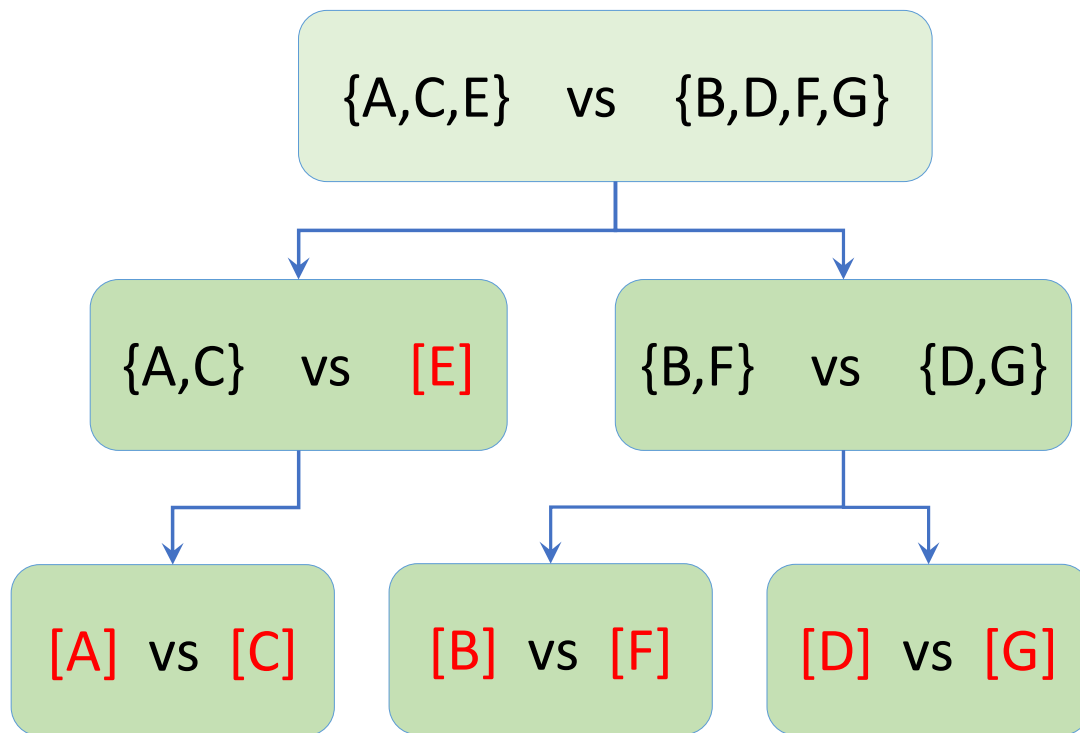 {A,C,E} vs {B,D,F,G}
{A,C} vs [E]
{B,F} vs {D,G}
[A] vs [C]
[B] vs [F]
[D] vs [G]